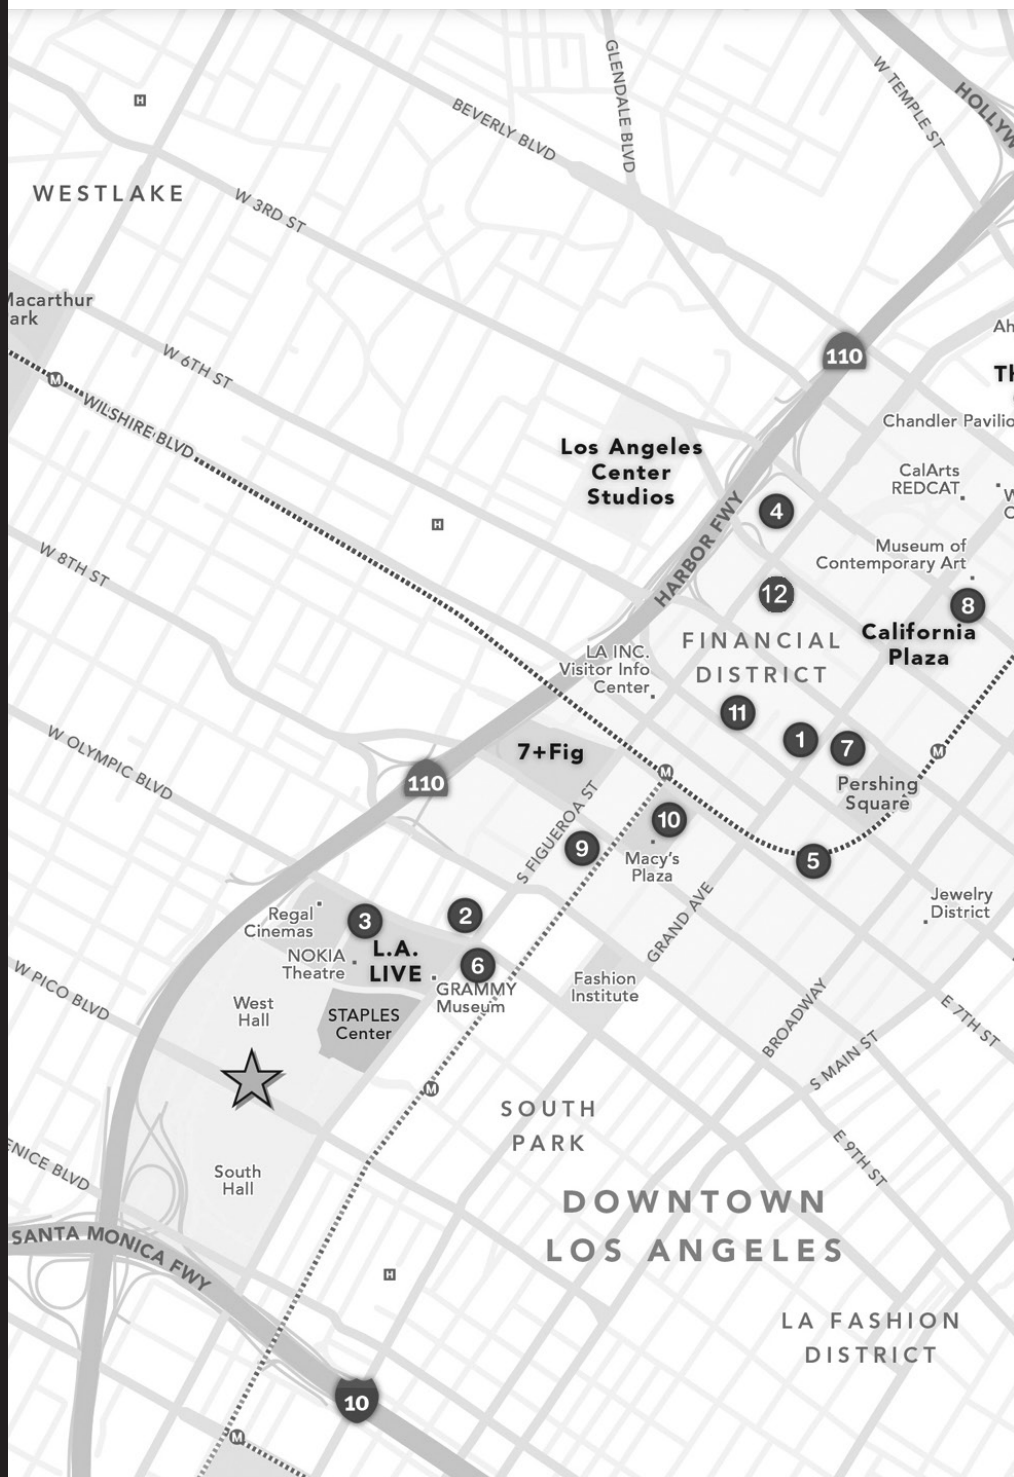 GLENDALE BLVD
W TEMPLE ST
HOLLYW
BEVERLY BLVD
H
WESTLAKE
W 3RD ST
Macarthur
ark
Ah
110
W 6TH ST
Th
M
WILSHIRE BLVD
Chandler Pavilio
Los Angeles
Center
Studios
CalArts
REDCAT
W
C
4
H
HARBOR FWY
Museum of
Contemporary Art
W 8TH ST
12
8
California
Plaza
FINANCIAL
DISTRICT
LA INC.
Visitor Info
Center
11
1
7
M
7+Fig
W OLYMPIC BLVD
110
M
Pershing
Square
S FIGUEROA ST
10
9
Macy's
Plaza
5
Regal
Cinemas
3
2
GRAND AVE
Jewelry
District
L.A.
LIVE
NOKIA
Theatre
6
GRAMMY
Museum
Fashion
Institute
W PICO BLVD
West
Hall
STAPLES
Center
BROADWAY
E 7TH ST
S MAIN ST
M
SOUTH
PARK
E 9TH ST
ENICE BLVD
South
Hall
DOWNTOWN
LOS ANGELES
SANTA MONICA FWY
H
LA FASHION
DISTRICT
10
M